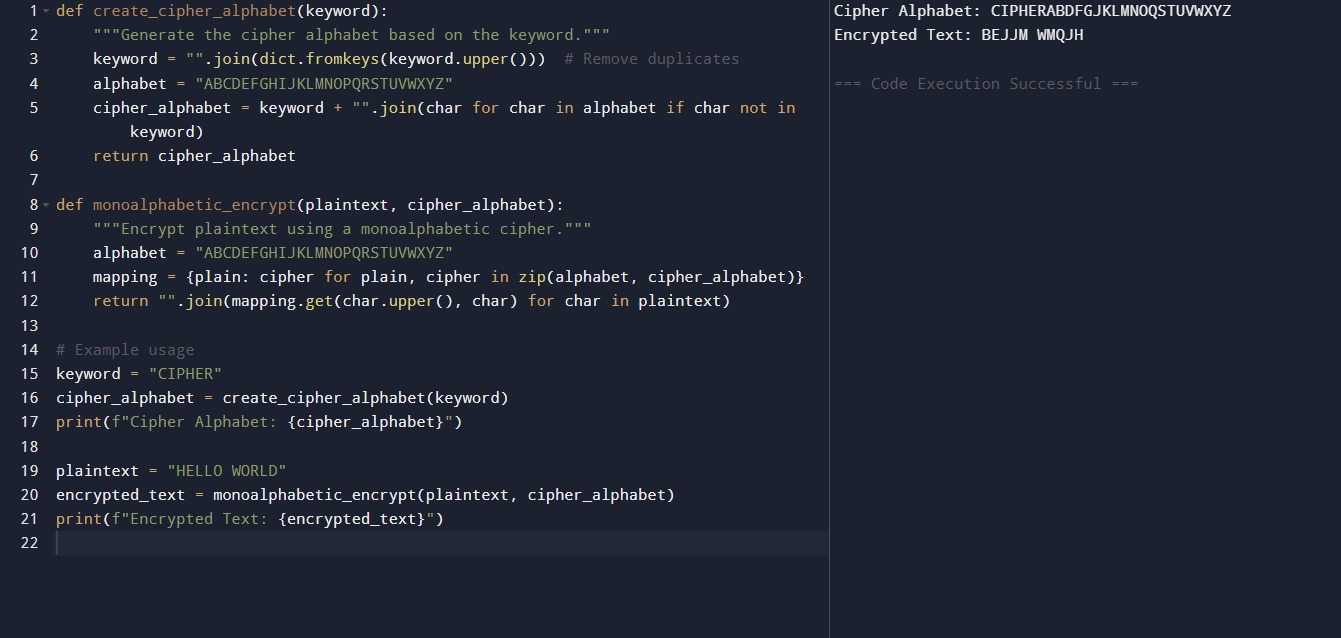 1 def create_cipher_alphabet(keyword):
2     """Generate the cipher alphabet based on the keyword."""
3     keyword = "".join(dict.fromkeys(keyword.upper()))  # Remove duplicates
4     alphabet = "ABCDEFGHIJKLMNOPQRSTUVWXYZ"
5     cipher_alphabet = keyword + "".join(char for char in alphabet if char not in
        keyword)
6     return cipher_alphabet
7
8 def monoalphabetic_encrypt(plaintext, cipher_alphabet):
9     """Encrypt plaintext using a monoalphabetic cipher."""
10     alphabet = "ABCDEFGHIJKLMNOPQRSTUVWXYZ"
11     mapping = {plain: cipher for plain, cipher in zip(alphabet, cipher_alphabet)}
12     return "".join(mapping.get(char.upper(), char) for char in plaintext)
13
14 # Example usage
15 keyword = "CIPHER"
16 cipher_alphabet = create_cipher_alphabet(keyword)
17 print(f"Cipher Alphabet: {cipher_alphabet}")
18
19 plaintext = "HELLO WORLD"
20 encrypted_text = monoalphabetic_encrypt(plaintext, cipher_alphabet)
21 print(f"Encrypted Text: {encrypted_text}")
22
Cipher Alphabet: CIPHERABDFGJKLMNOQSTUVWXYZ
Encrypted Text: BEJJM WMQJH
=== Code Execution Successful ===